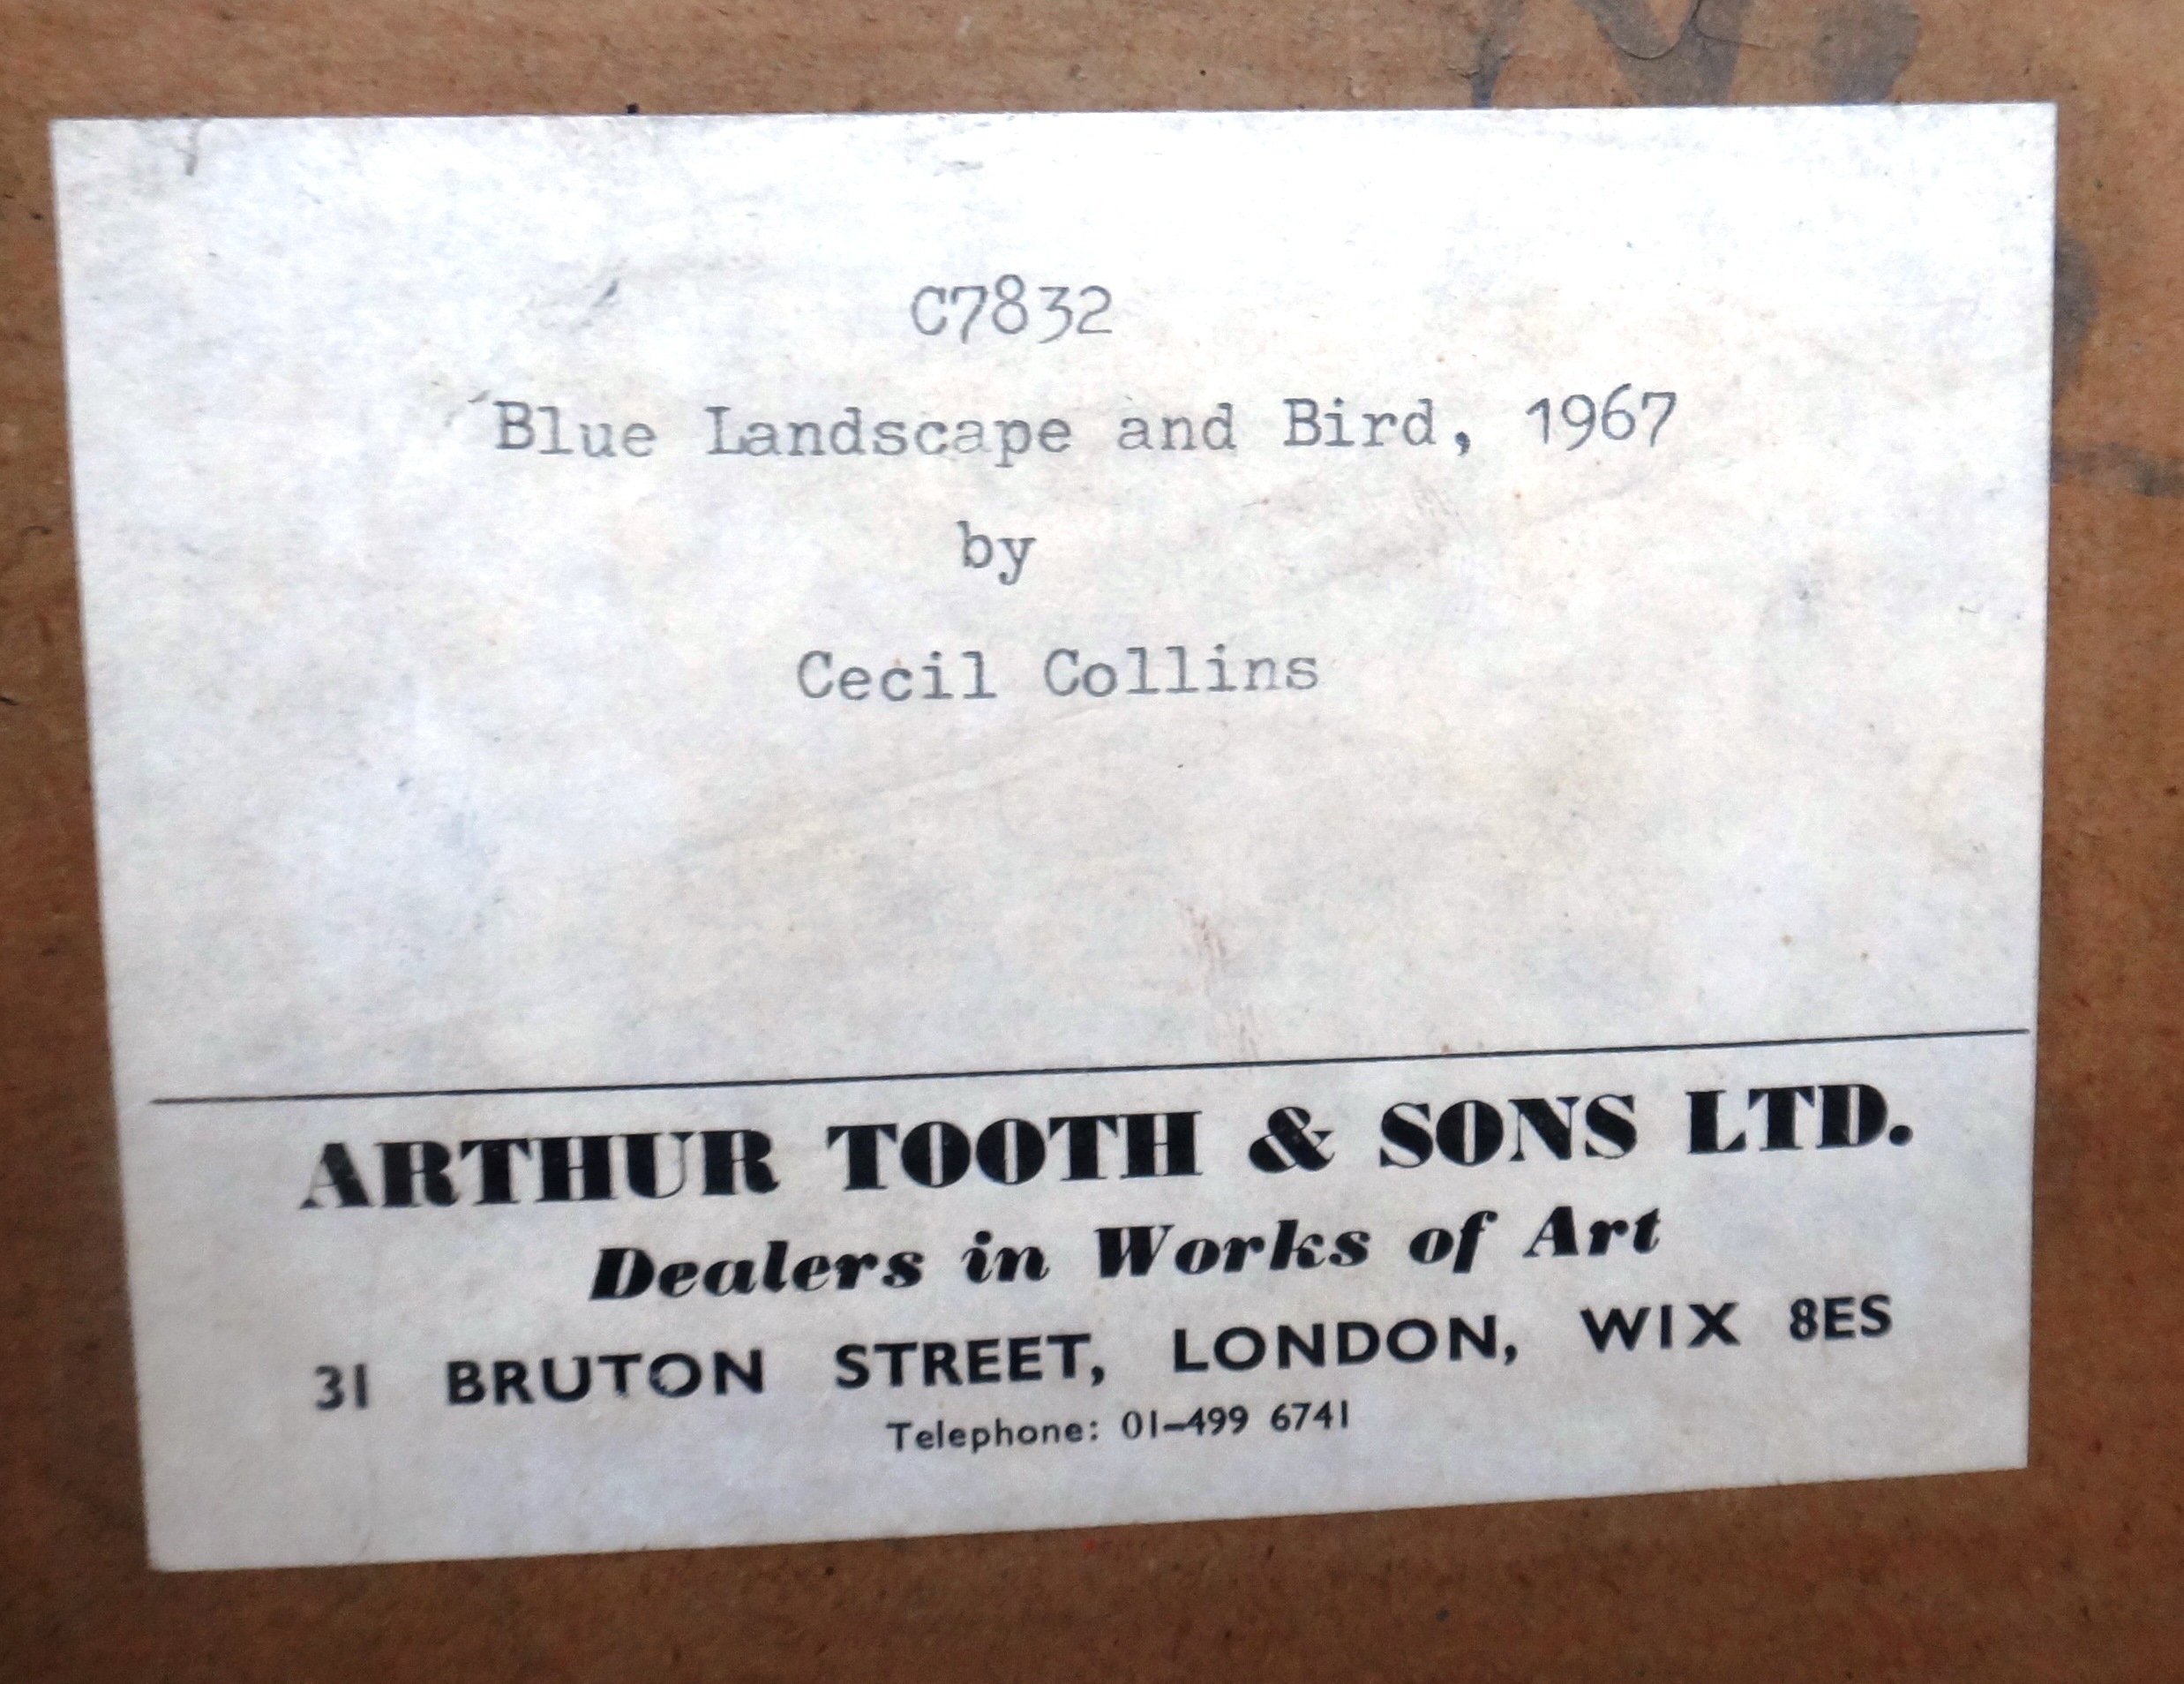 C7832
Blue Landscape and Bird, 1967
by
Cecil Collins
ARTHUR TOOTH & SONS LTD.
Dealers in Works of Art
31 BRUTON STREET, LONDON, WIX 8ES
Telephone: 01–499 6741